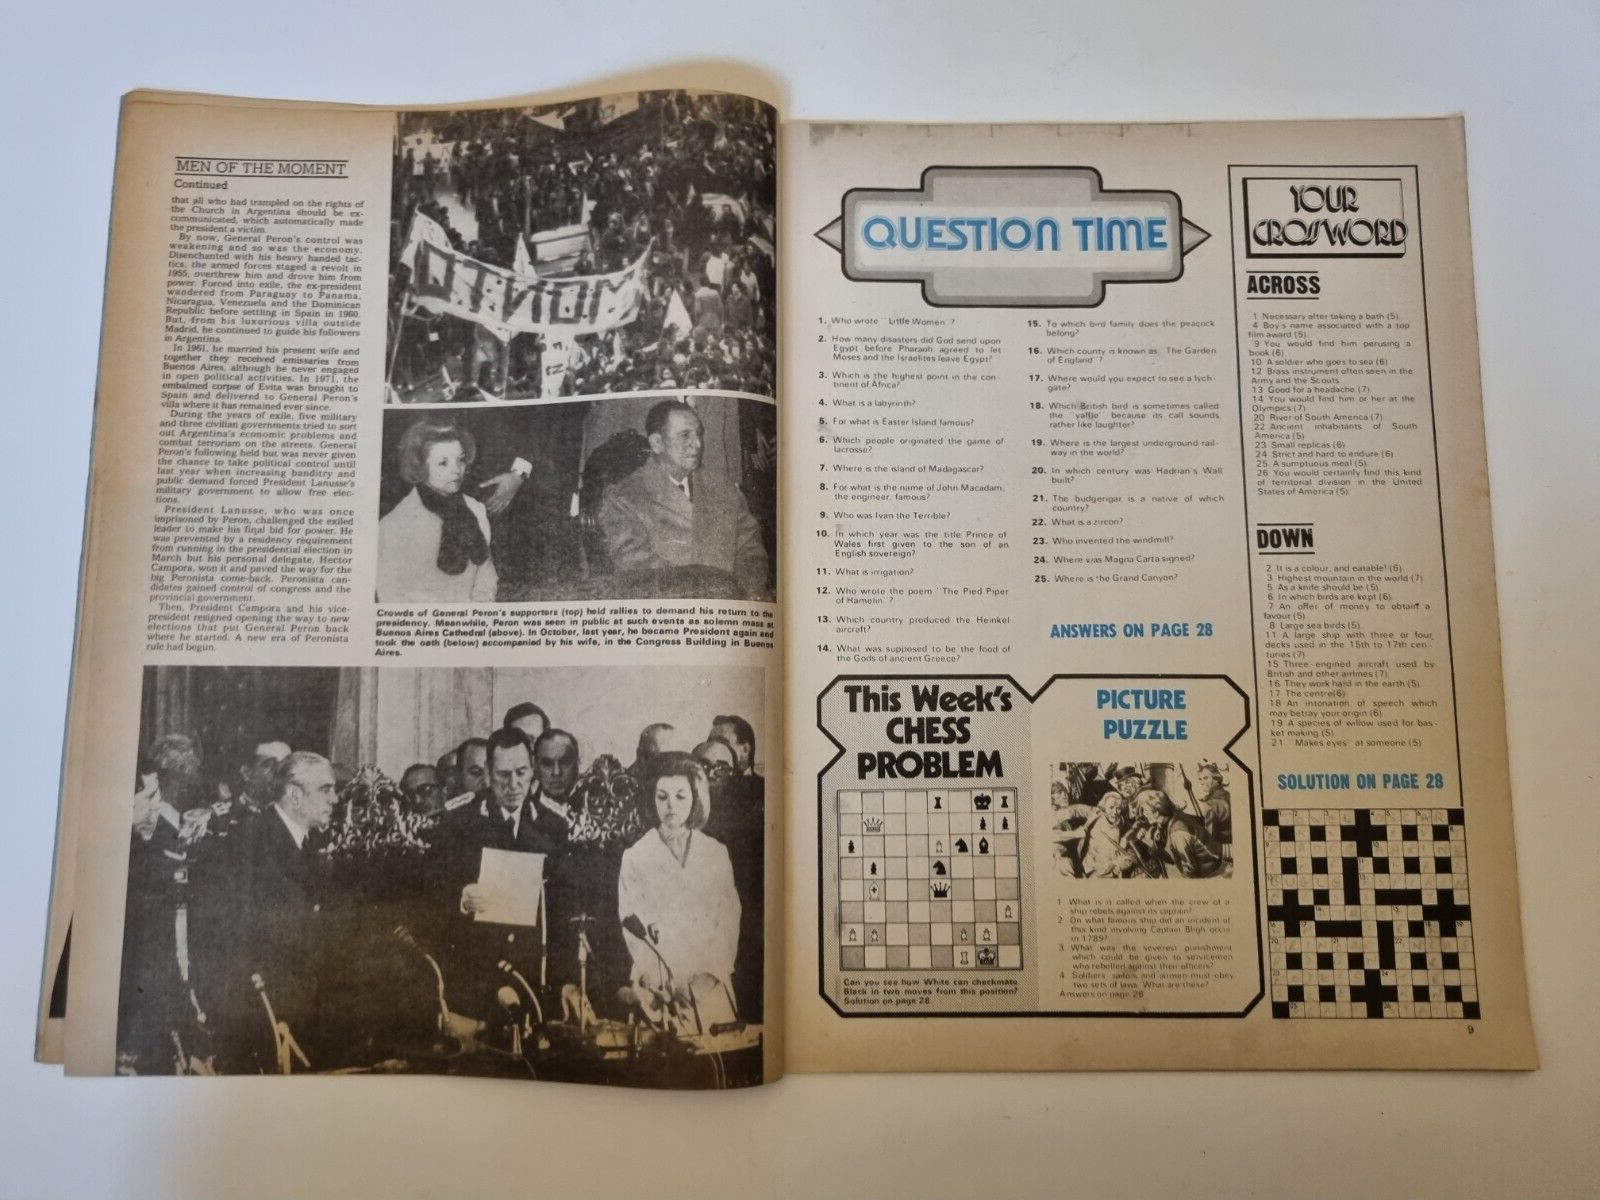 MEN OF THE MOMENT
Continued
that all who had trampled on the rights of
the Church in Argentina should be ex-
communicated, which automatically made
the president a victim.
By now, General Peron's control was
weakening and so was the economy.
Disenchanted with his heavy handed tac-
tics, the armed forces staged a revolt in
1955, overthrew him and drove him from
power. Forced into exile, the ex-president
wandered from Paraguay to Panama,
Nicaragua, Venezuela and the Dominican
Republic before settling in Spain in 1960.
But, from his luxurious villa outside
Madrid, he continued to guide his followers
in Argentina.
In 1961, he married his present wife and
together they received emissaries from
Buenos Aires, although he never engaged
in open political activities. In 1971, the
embalmed corpse of Evita was brought to
Spain and delivered to General Peron's
villa where it has remained ever since.
During the years of exile, five military
and three civilian governments tried to sort
out Argentina's economic problems and
combat terrorism on the streets. General
Peron's following held but was never given
the chance to take political control until
last year when increasing banditry and
public demand forced President Lanusse's
military government to allow free elec-
tions.
President Lanusse, who was once
imprisoned by Peron, challenged the exiled
leader to make his final bid for power. He
was prevented by a residency requirement
from running in the presidential election in
March but his personal delegate, Hector
Campora, won it and paved the way for the
big Peronista come-back. Peronista can-
didates gained control of congress and the
provincial government.
Then, President Campora and his vice-
president resigned opening the way to new
elections that put General Peron back
where he started. A new era of Peronista
rule had begun.
Crowds of General Peron's supporters (top) held rallies to demand his return to the
presidency. Meanwhile, Peron was seen in public at such events as solemn mass at
Buenos Aires Cathedral (above). In October, last year, he became President again and
took the oath (below) accompanied by his wife, in the Congress Building in Buenos
Aires.
QUESTION TIME
1. Who wrote "Little Women"?
2. How many disasters did God send upon
Egypt before Pharaoh agreed to let
Moses and the Israelites leave Egypt?
3. Which is the highest point in the con-
tinent of Africa?
4. What is a labyrinth?
5. For what is Easter Island famous?
6. Which people originated the game of
lacrosse?
7. Where is the island of Madagascar?
8. For what is the name of John Macadam,
the engineer, famous?
9. Who was Ivan the Terrible?
10. In which year was the title Prince of
Wales first given to the son of an
English sovereign?
11. What is irrigation?
12. Who wrote the poem "The Pied Piper
of Hamelin"?
13. Which country produced the Heinkel
aircraft?
14. What was supposed to be the food of
the Gods of ancient Greece?
15. To which bird family does the peacock
belong?
16. Which county is known as "The Garden
of England"?
17. Where would you expect to see a lych-
gate?
18. Which British bird is sometimes called
the "yaffle" because its call sounds
rather like laughter?
19. Where is the largest underground rail-
way in the world?
20. In which century was Hadrian's Wall
built?
21. The budgerigar is a native of which
country?
22. What is a zircon?
23. Who invented the windmill?
24. Where was Magna Carta signed?
25. Where is the Grand Canyon?
ANSWERS ON PAGE 28
This Week's
CHESS
PROBLEM
Can you see how White can checkmate
Black in two moves from this position?
Solution on page 28
PICTURE
PUZZLE
1 What is it called when the crew of a
ship rebels against its captain?
2 On what famous ship did an incident of
this kind involving Captain Bligh occur
in 1789?
3 What was the severest punishment
which could be given to servicemen
who rebelled against their officers?
4 Soldiers, sailors and airmen must obey
two sets of laws. What are these?
Answers on page 28
YOUR
CROSSWORD
ACROSS
1 Necessary after taking a bath (5)
4 Boy's name associated with a top
film award (5)
9 You would find him perusing a
book (6)
10 A soldier who goes to sea (6)
12 Brass instrument often seen in the
Army and the Scouts
13 Good for a headache (7)
14 You would find him or her at the
Olympics (7)
20 River of South America (7)
22 Ancient inhabitants of South
America (5)
23 Small replicas (6)
24 Strict and hard to endure (6)
25 A sumptuous meal (5)
26 You would certainly find this kind
of territorial division in the United
States of America (5)
DOWN
2 It is a colour, and eatable! (6)
3 Highest mountain in the world (7)
5 As a knife should be (5)
6 In which birds are kept (6)
7 An offer of money to obtain a
favour (5)
8 Large sea birds (5)
11 A large ship with three or four
decks used in the 15th to 17th cen-
turies (7)
15 Three-engined aircraft used by
British and other airlines (7)
16 They work hard in the earth (5)
17 The centre (6)
18 An intonation of speech which
may betray your origin (6)
19 A species of willow used for bas-
ket making (5)
21 "Makes eyes" at someone (5)
SOLUTION ON PAGE 28
9